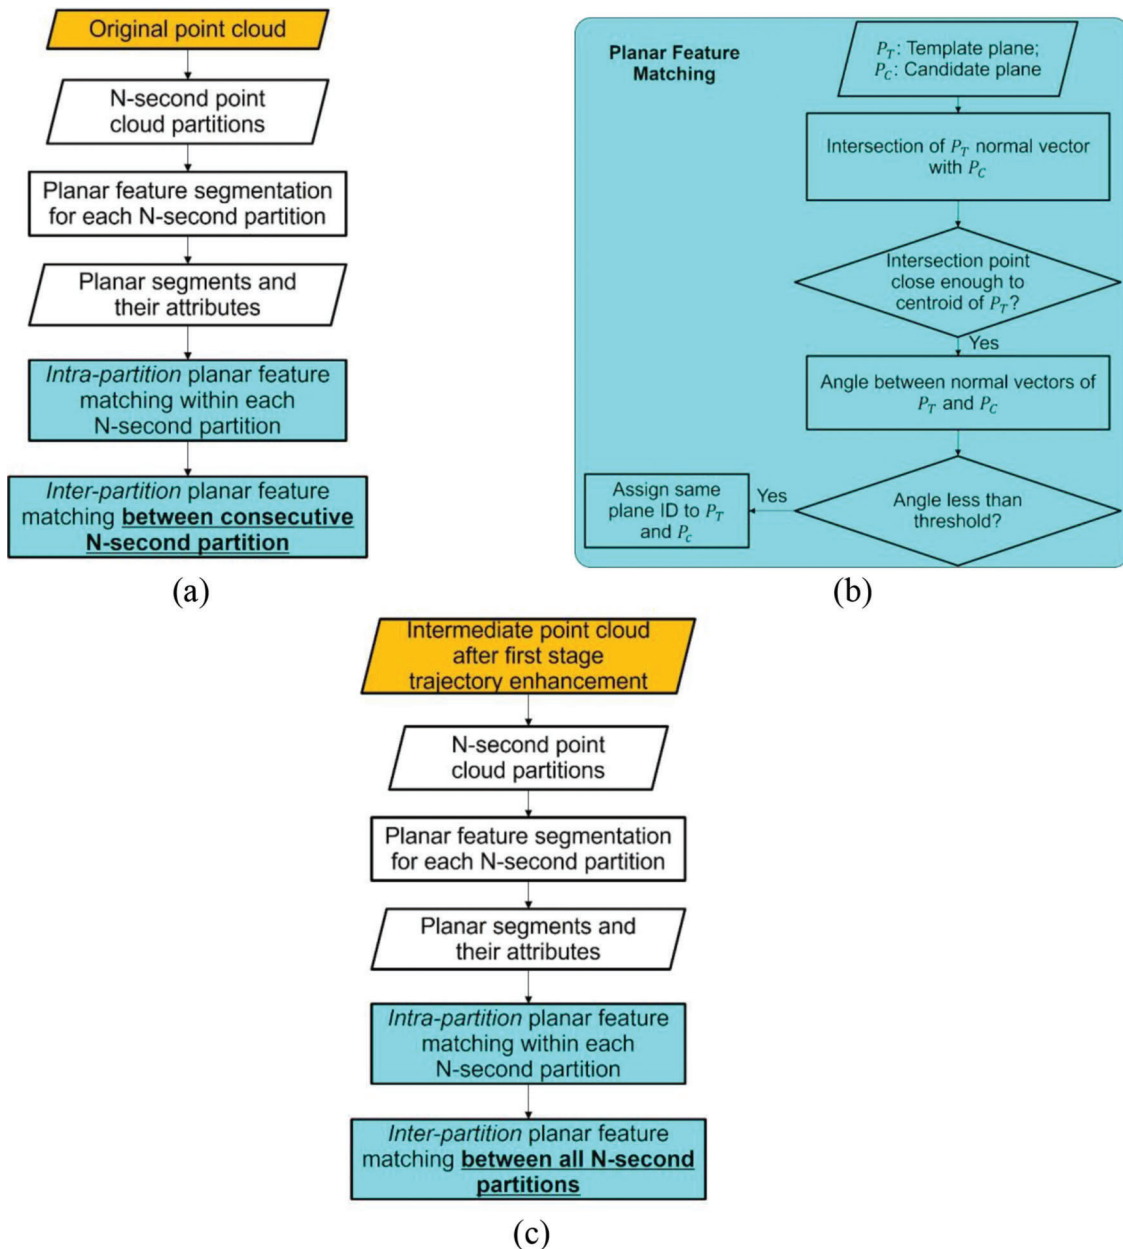 Original point cloud
N-second point
cloud partitions
Planar feature segmentation
for each N-second partition
Planar segments and
their attributes
Intra-partition planar feature
matching within each
N-second partition
Inter-partition planar feature
matching between consecutive
N-second partition
(a)
Planar Feature
Matching
P_T: Template plane;
P_C: Candidate plane
Intersection of P_T normal vector
with P_C
Intersection point
close enough to
centroid of P_T?
Yes
Angle between normal vectors of
P_T and P_C
Angle less than
threshold?
Yes
Assign same
plane ID to P_T
and P_c
(b)
Intermediate point cloud
after first stage
trajectory enhancement
N-second point
cloud partitions
Planar feature segmentation
for each N-second partition
Planar segments and
their attributes
Intra-partition planar feature
matching within each
N-second partition
Inter-partition planar feature
matching between all N-second
partitions
(c)